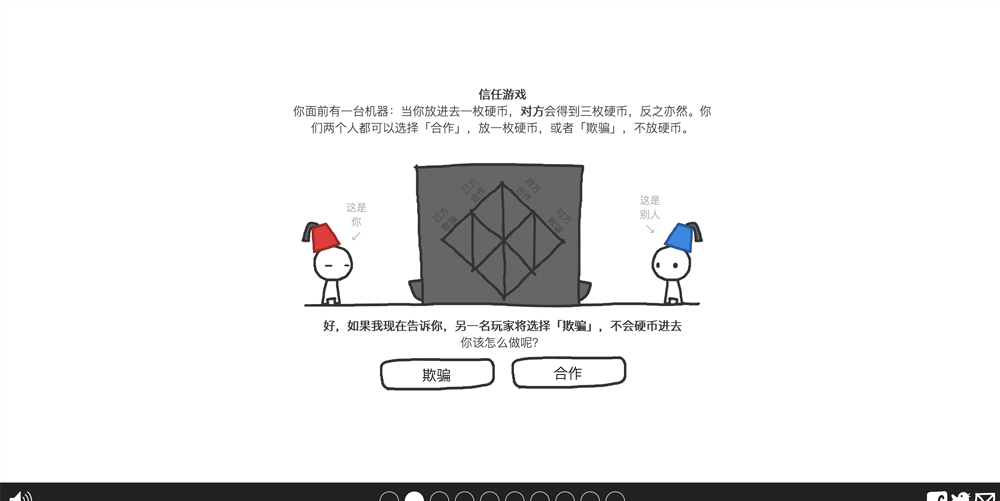 信任游戏
你面前有一台机器：当你放进去一枚硬币，对方会得到三枚硬币，反之亦然。你
们两个人都可以选择「合作」，放一枚硬币，或者「欺骗」，不放硬币。
己方
合作
对方
合作
己方
欺骗
对方
欺骗
这是
你
这是
别人
好，如果我现在告诉你，另一名玩家将选择「欺骗」，不会硬币进去
你该怎么做呢？
欺骗
合作